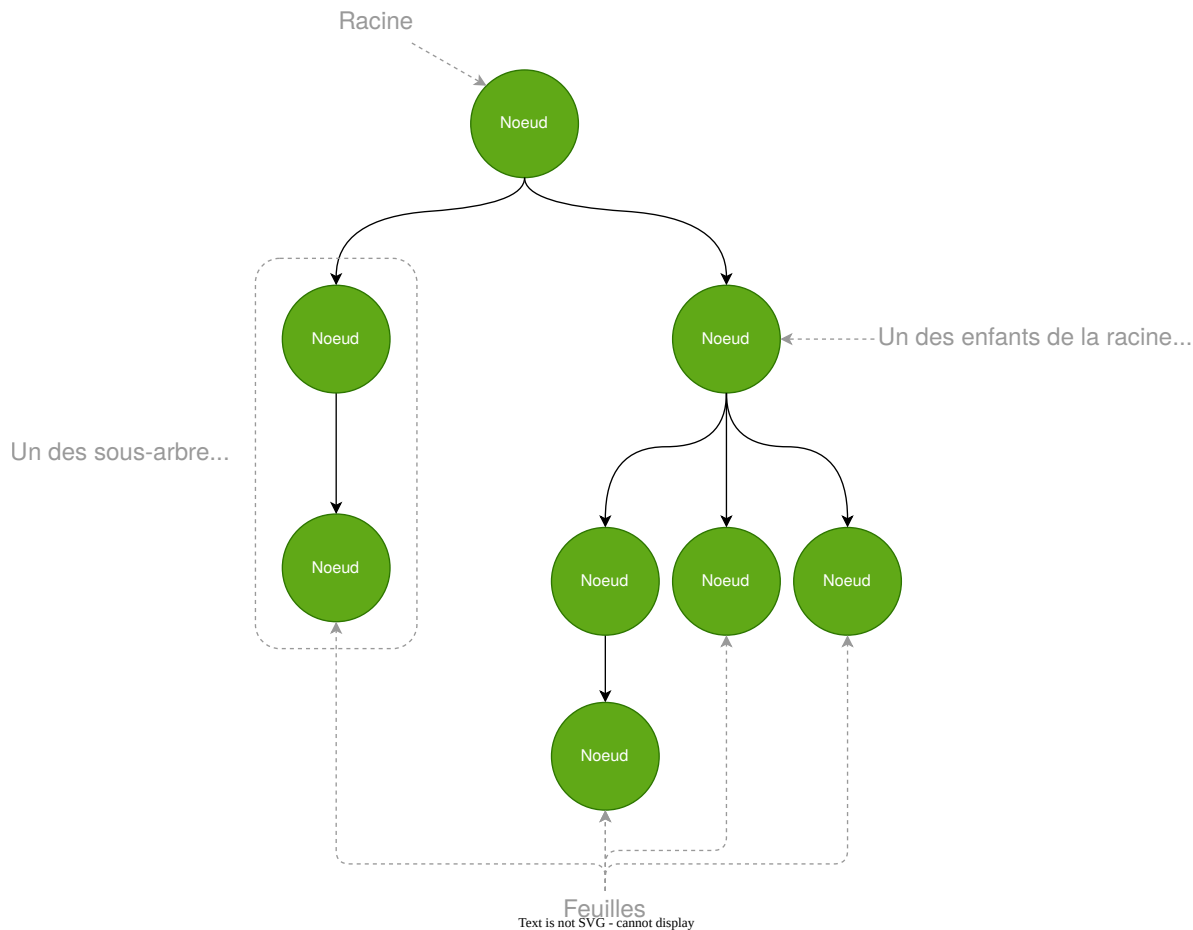 Racine
Noeud
Noeud
Noeud
Un des enfants de la racine...
Un des sous-arbre...
Noeud
Noeud
Noeud
Noeud
Noeud
Feuilles
Text is not SVG - cannot display